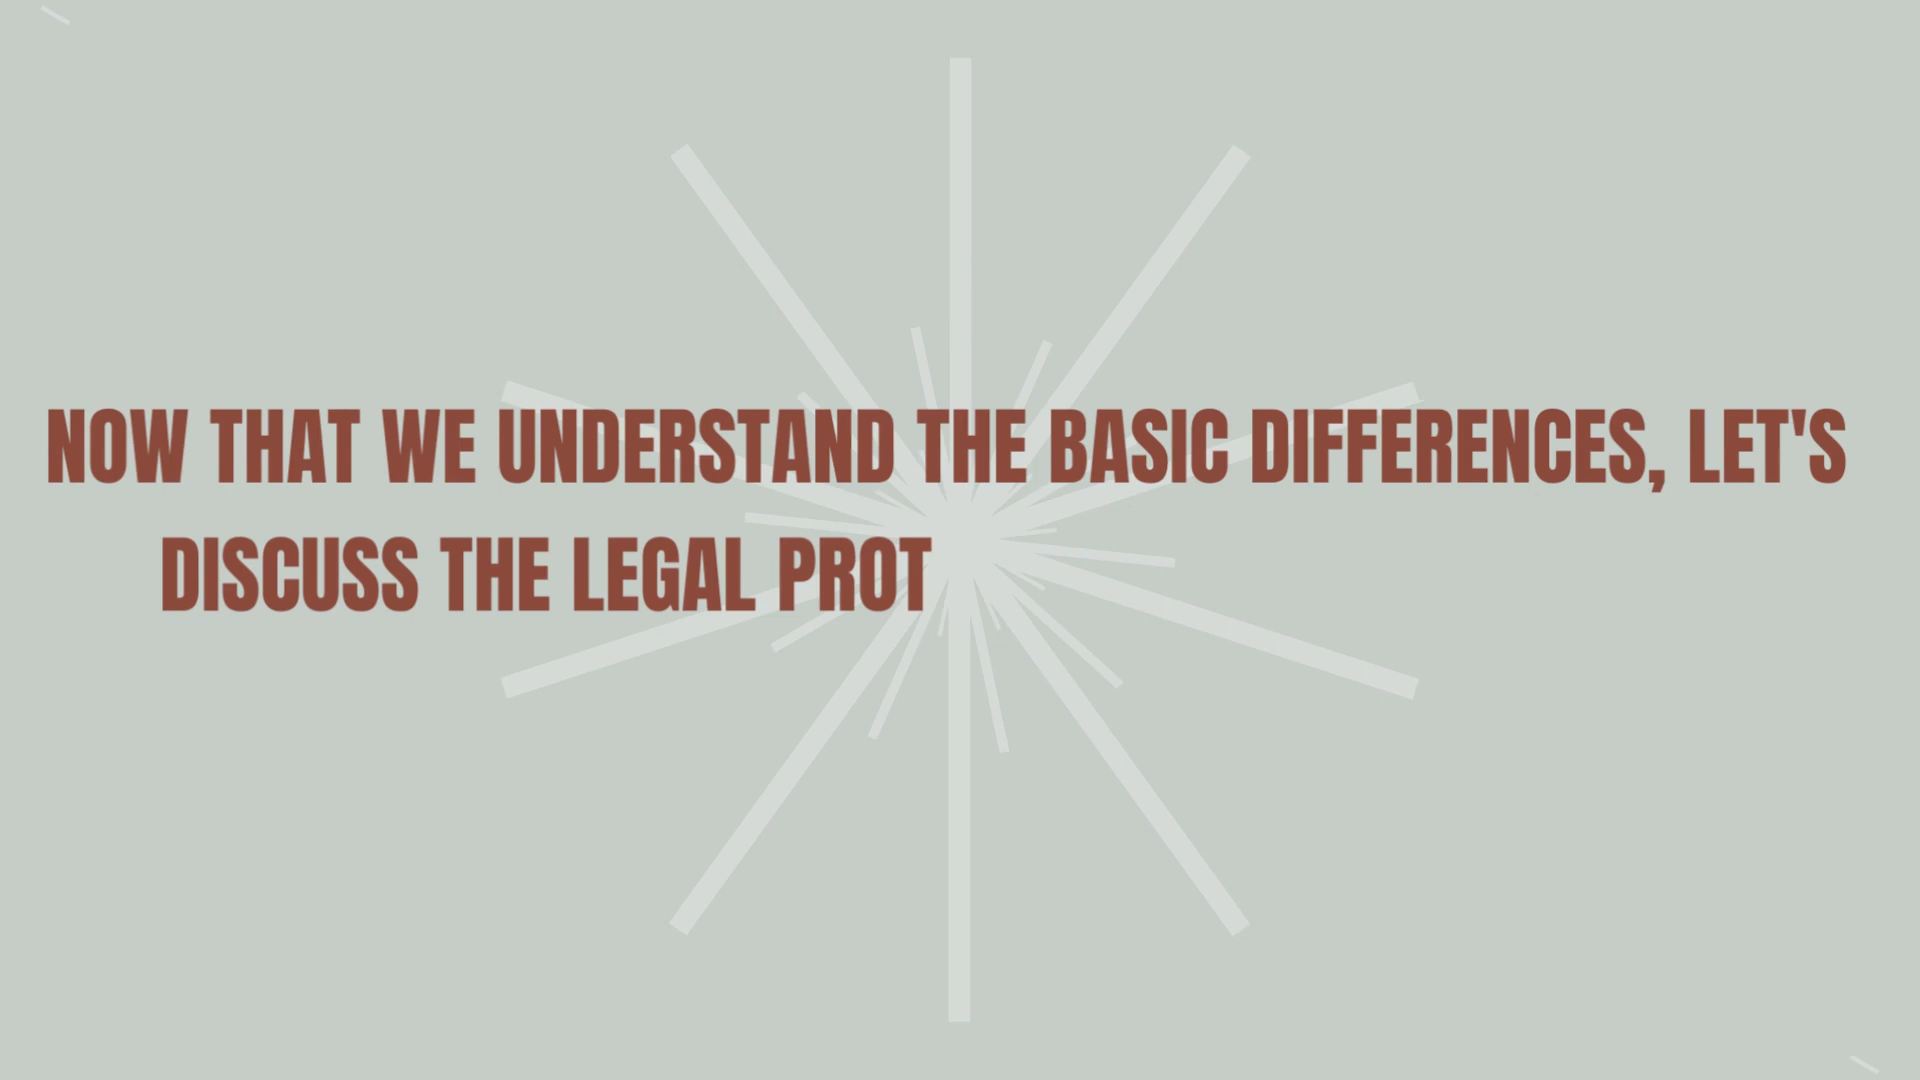 NOW THAT WE UNDERSTAND THE BASIC DIFFERENCES, LET'S
DISCUSS THE LEGAL PROT